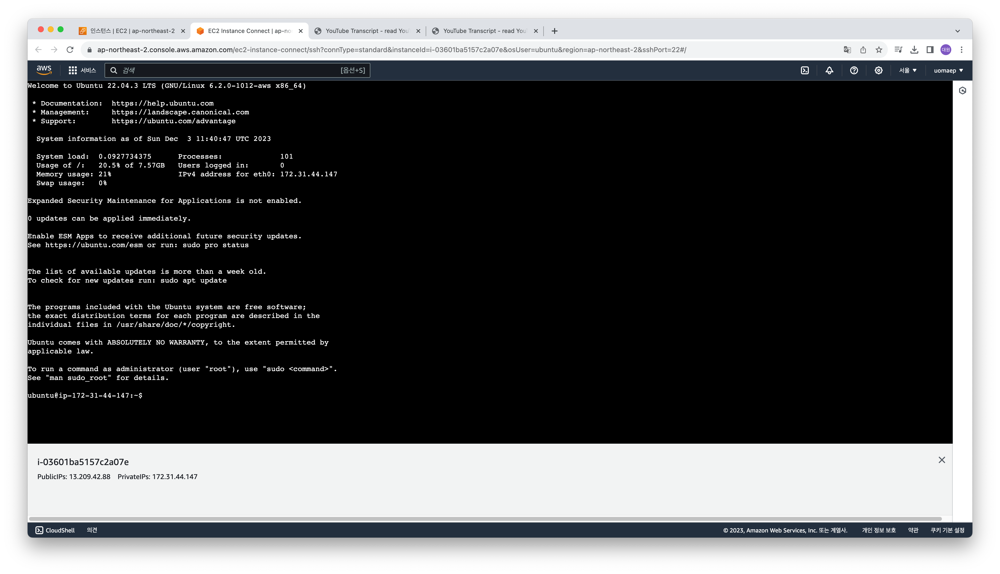 인스턴스 | EC2 | ap-northeast-2
EC2 Instance Connect | ap-no
YouTube Transcript - read You
YouTube Transcript - read You
ap-northeast-2.console.aws.amazon.com/ec2-instance-connect/ssh?connType=standard&instanceId=i-03601ba5157c2a07e&osUser=ubuntu&region=ap-northeast-2&sshPort=22#/
대원
aws
서비스
검색
[옵션+S]
서울
uomaep
Welcome to Ubuntu 22.04.3 LTS (GNU/Linux 6.2.0-1012-aws x86_64)
* Documentation:  https://help.ubuntu.com
* Management:     https://landscape.canonical.com
* Support:        https://ubuntu.com/advantage
System information as of Sun Dec  3 11:40:47 UTC 2023
System load:  0.0927734375      Processes:             101
Usage of /:   20.5% of 7.57GB   Users logged in:       0
Memory usage: 21%               IPv4 address for eth0: 172.31.44.147
Swap usage:   0%
Expanded Security Maintenance for Applications is not enabled.
0 updates can be applied immediately.
Enable ESM Apps to receive additional future security updates.
See https://ubuntu.com/esm or run: sudo pro status
The list of available updates is more than a week old.
To check for new updates run: sudo apt update
The programs included with the Ubuntu system are free software;
the exact distribution terms for each program are described in the
individual files in /usr/share/doc/*/copyright.
Ubuntu comes with ABSOLUTELY NO WARRANTY, to the extent permitted by
applicable law.
To run a command as administrator (user "root"), use "sudo <command>".
See "man sudo_root" for details.
ubuntu@ip-172-31-44-147:~$
i-03601ba5157c2a07e
PublicIPs: 13.209.42.88 PrivateIPs: 172.31.44.147
CloudShell
의견
© 2023, Amazon Web Services, Inc. 또는 계열사.
개인 정보 보호
약관
쿠키 기본 설정